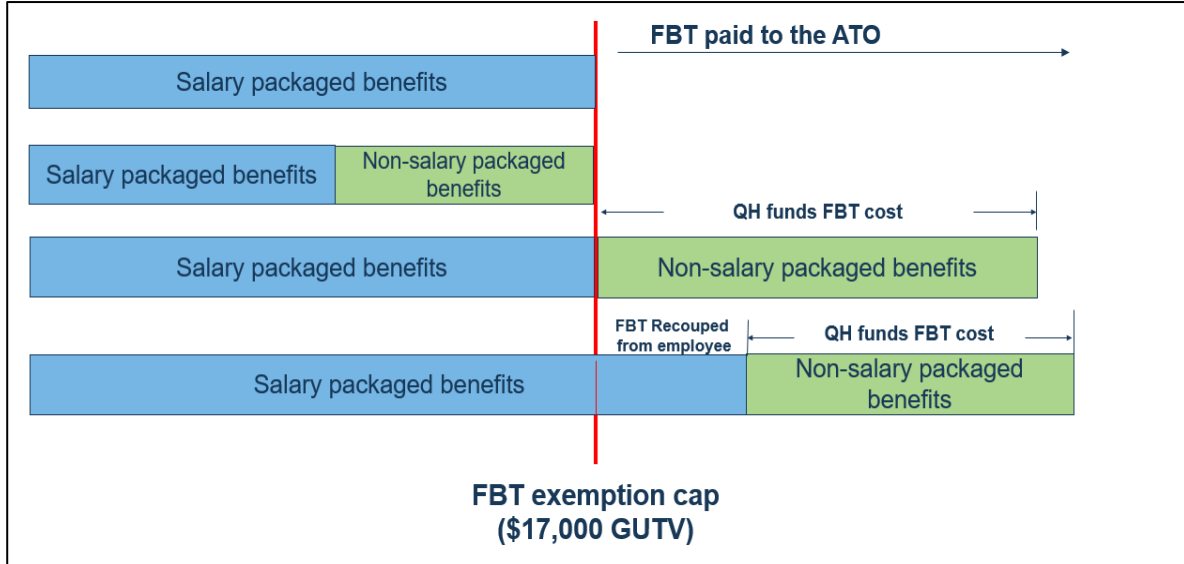 FBT paid to the ATO
Salary packaged benefits
Salary packaged benefits
Non-salary packaged
benefits
QH funds FBT cost
Salary packaged benefits
Non-salary packaged benefits
FBT Recouped
from employee
QH funds FBT cost
Salary packaged benefits
Non-salary packaged
benefits
FBT exemption cap
($17,000 GUTV)